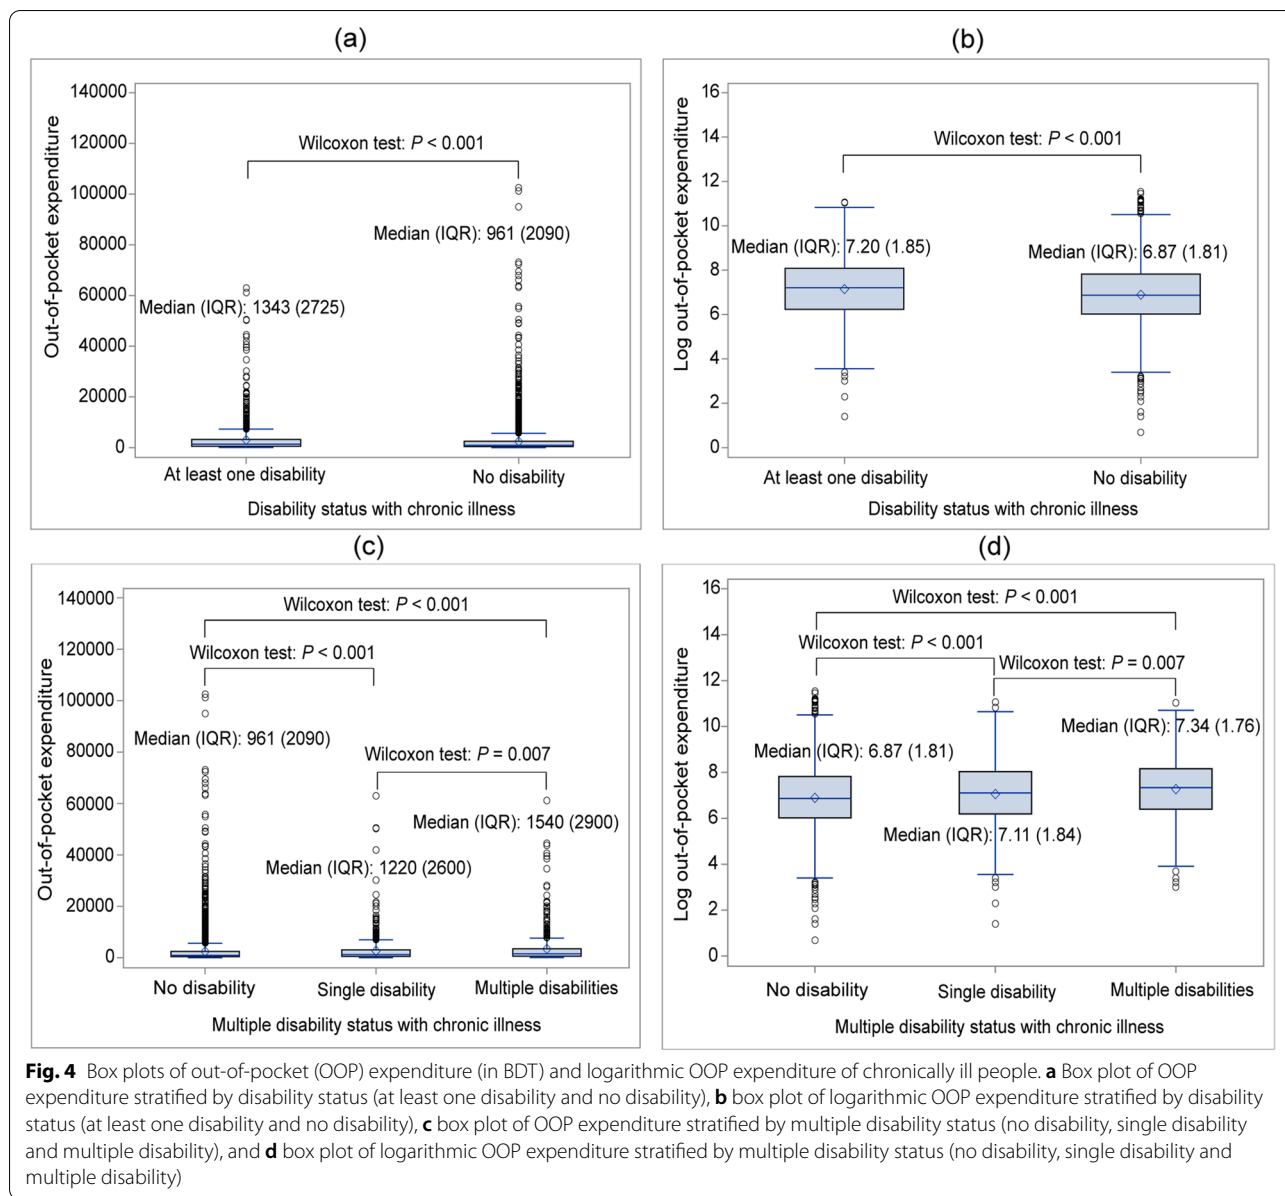 (a)
140000
120000
100000
80000
60000
40000
20000
0
Out-of-pocket expenditure
Wilcoxon test: P < 0.001
Median (IQR): 961 (2090)
Median (IQR): 1343 (2725)
At least one disability
No disability
Disability status with chronic illness
(b)
16
14
12
10
8
6
4
2
0
Log out-of-pocket expenditure
Wilcoxon test: P < 0.001
Median (IQR): 7.20 (1.85)
Median (IQR): 6.87 (1.81)
At least one disability
No disability
Disability status with chronic illness
(c)
140000
120000
100000
80000
60000
40000
20000
0
Out-of-pocket expenditure
Wilcoxon test: P < 0.001
Wilcoxon test: P < 0.001
Median (IQR): 961 (2090)
Wilcoxon test: P = 0.007
Median (IQR): 1540 (2900)
Median (IQR): 1220 (2600)
No disability
Single disability
Multiple disabilities
Multiple disability status with chronic illness
(d)
16
14
12
10
8
6
4
2
0
Log out-of-pocket expenditure
Wilcoxon test: P < 0.001
Wilcoxon test: P < 0.001
Wilcoxon test: P = 0.007
Median (IQR): 7.34 (1.76)
Median (IQR): 6.87 (1.81)
Median (IQR): 7.11 (1.84)
No disability
Single disability
Multiple disabilities
Multiple disability status with chronic illness
Fig. 4 Box plots of out-of-pocket (OOP) expenditure (in BDT) and logarithmic OOP expenditure of chronically ill people. a Box plot of OOP
expenditure stratified by disability status (at least one disability and no disability), b box plot of logarithmic OOP expenditure stratified by disability
status (at least one disability and no disability), c box plot of OOP expenditure stratified by multiple disability status (no disability, single disability
and multiple disability), and d box plot of logarithmic OOP expenditure stratified by multiple disability status (no disability, single disability and
multiple disability)